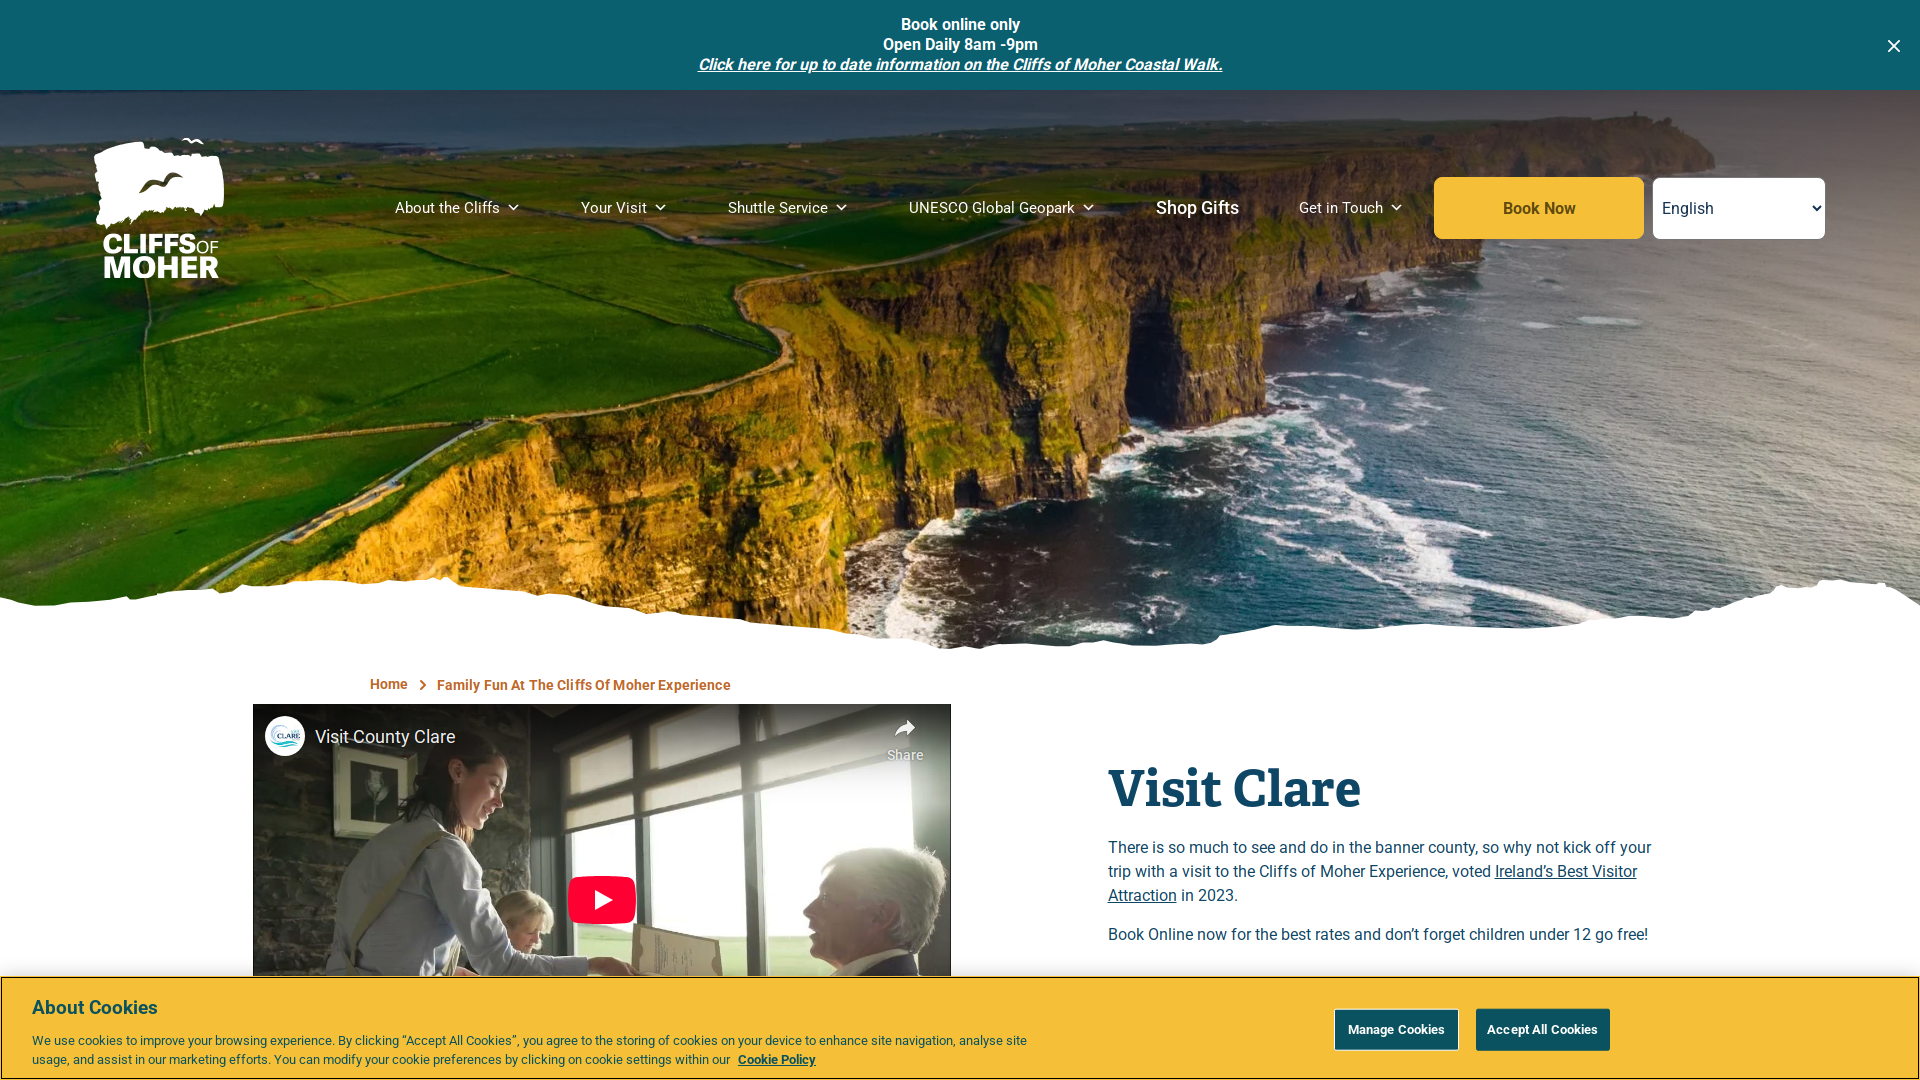 Book online only
Open Daily 8am -9pm
Click here for up to date information on the Cliffs of Moher Coastal Walk.
CLIFFS OF
MOHER
About the Cliffs
Your Visit
Shuttle Service
UNESCO Global Geopark
Shop Gifts
Get in Touch
Book Now
English
Home
Family Fun At The Cliffs Of Moher Experience
CLARE
Visit County Clare
Share
Visit Clare
There is so much to see and do in the banner county, so why not kick off your
trip with a visit to the Cliffs of Moher Experience, voted Ireland’s Best Visitor
Attraction in 2023.
Book Online now for the best rates and don’t forget children under 12 go free!
About Cookies
We use cookies to improve your browsing experience. By clicking “Accept All Cookies”, you agree to the storing of cookies on your device to enhance site navigation, analyse site
usage, and assist in our marketing efforts. You can modify your cookie preferences by clicking on cookie settings within our Cookie Policy
Manage Cookies
Accept All Cookies